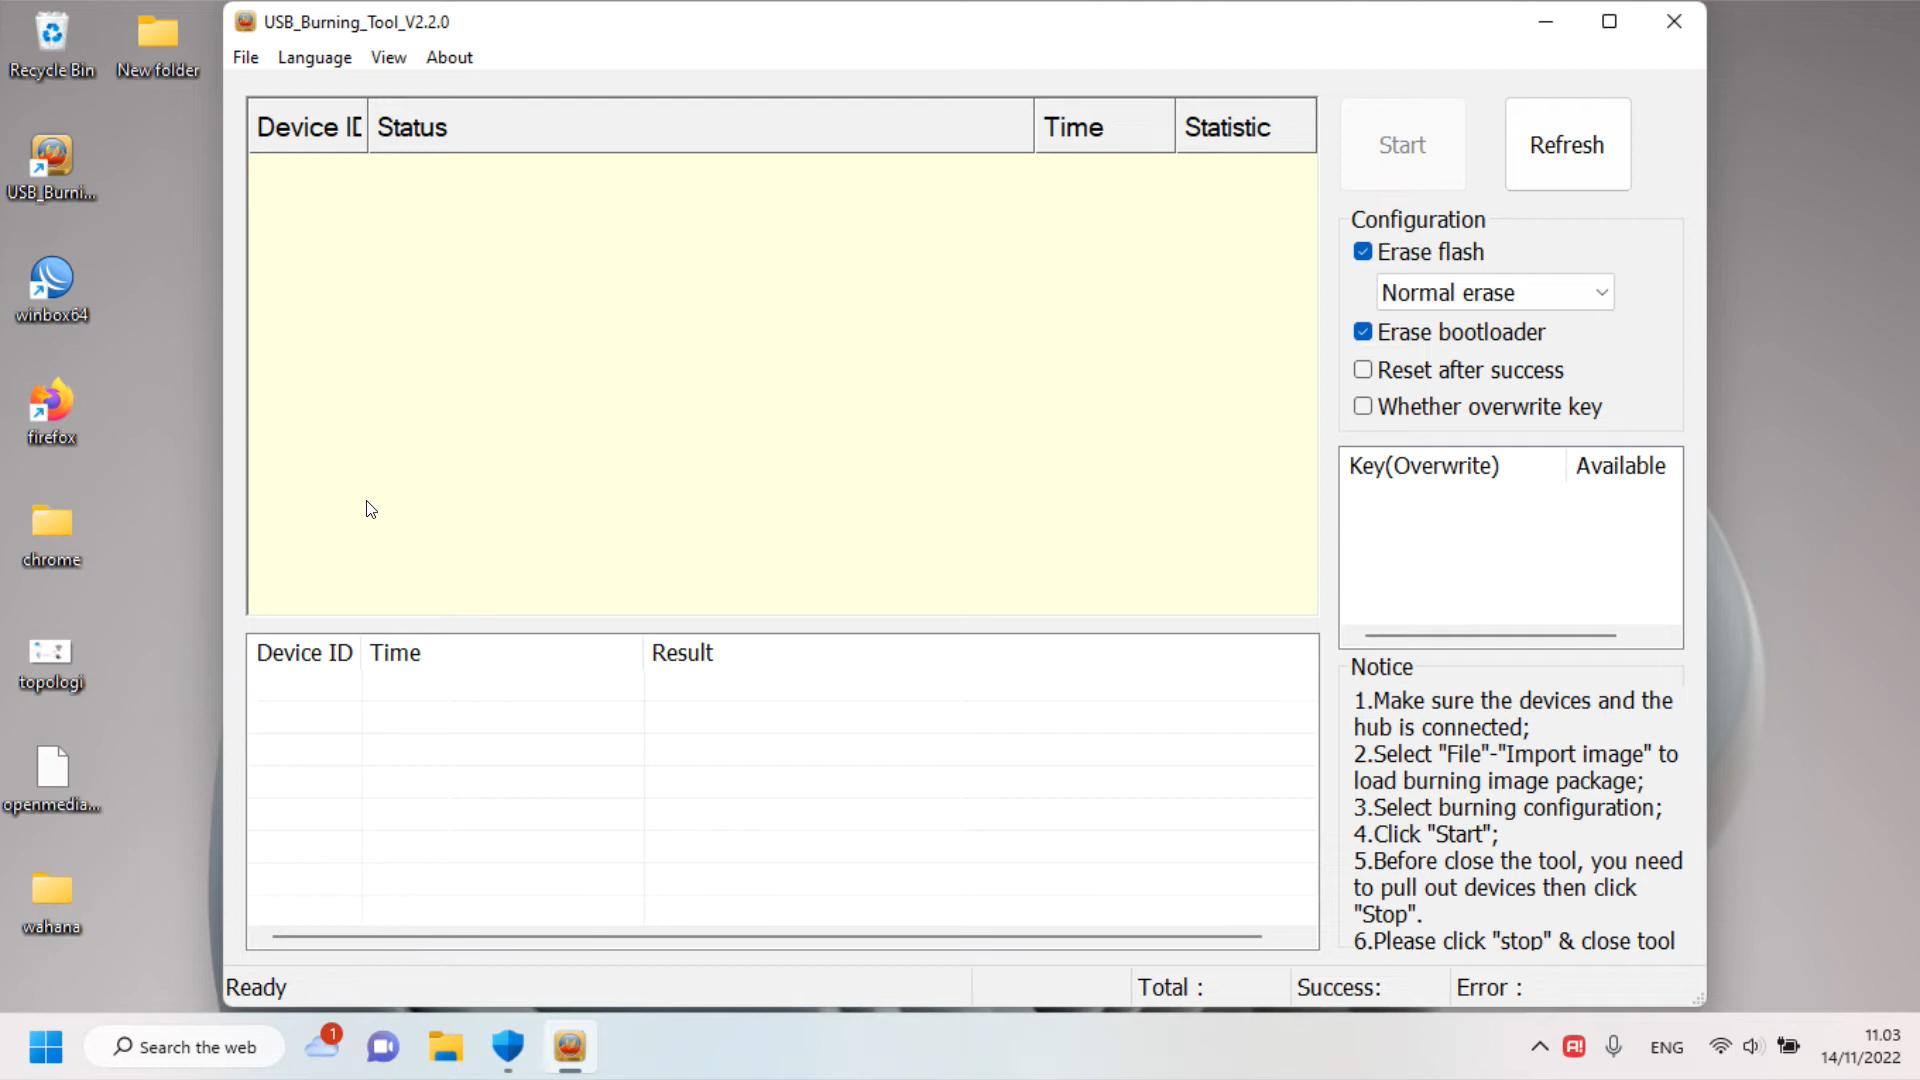 Recycle Bin
New folder
USB_Burni...
winbox64
firefox
chrome
topologi
openmedia...
wahana
USB_Burning_Tool_V2.2.0
File Language View About
Device ID Status Time Statistic
Start Refresh
Configuration
Erase flash
Normal erase
Erase bootloader
Reset after success
Whether overwrite key
Key(Overwrite) Available
Device ID Time Result
Notice
1.Make sure the devices and the
hub is connected;
2.Select "File"-"Import image" to
load burning image package;
3.Select burning configuration;
4.Click "Start";
5.Before close the tool, you need
to pull out devices then click
"Stop".
6.Please click "stop" & close tool
Ready Total : Success: Error :
1
Search the web
A!
ENG
11.03
14/11/2022